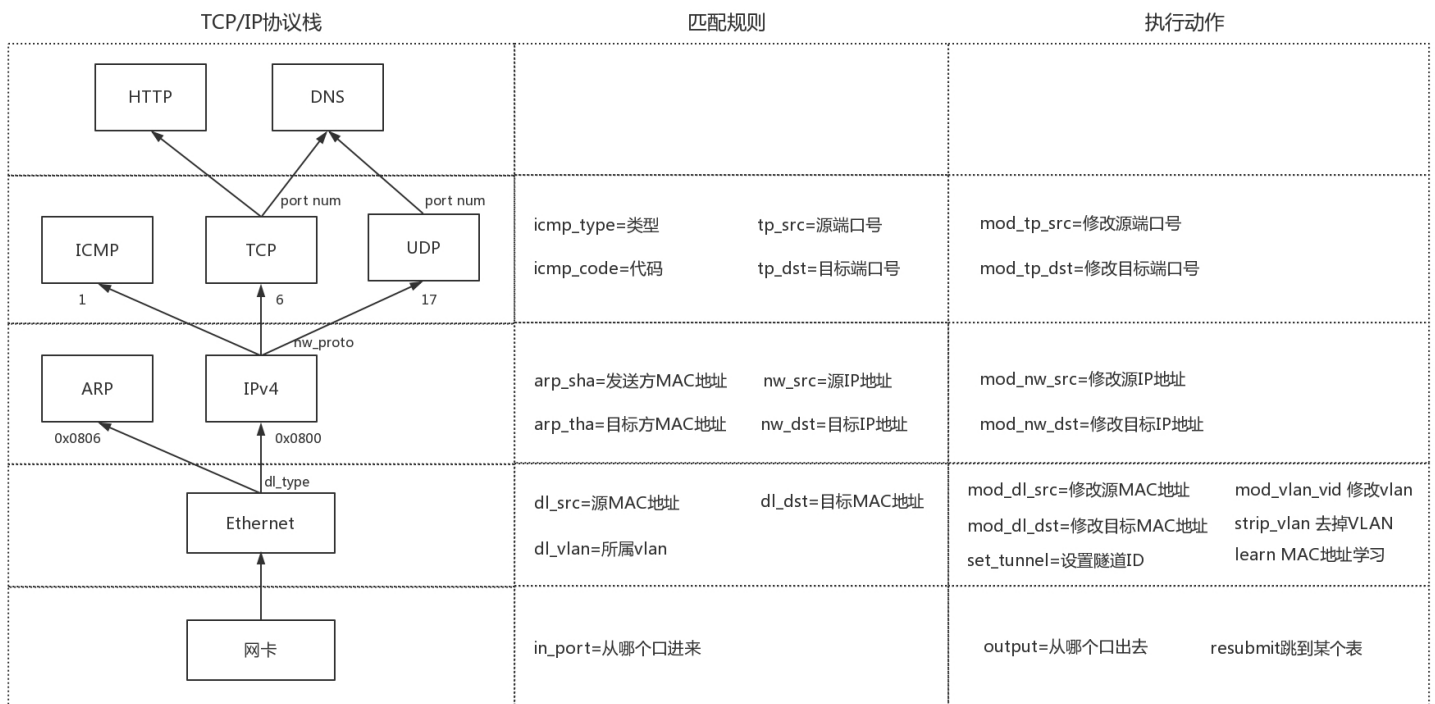 TCP/IP协议栈 匹配规则 执行动作
HTTP DNS
port num port num
ICMP TCP UDP
1 6 17
icmp_type=类型 tp_src=源端口号 mod_tp_src=修改源端口号
icmp_code=代码 tp_dst=目标端口号 mod_tp_dst=修改目标端口号
nw_proto
ARP IPv4
0x0806 0x0800
arp_sha=发送方MAC地址 nw_src=源IP地址 mod_nw_src=修改源IP地址
arp_tha=目标方MAC地址 nw_dst=目标IP地址 mod_nw_dst=修改目标IP地址
dl_type
Ethernet
dl_src=源MAC地址 dl_dst=目标MAC地址 mod_dl_src=修改源MAC地址 mod_vlan_vid 修改vlan
mod_dl_dst=修改目标MAC地址 strip_vlan 去掉VLAN
dl_vlan=所属vlan set_tunnel=设置隧道ID learn MAC地址学习
网卡 in_port=从哪个口进来 output=从哪个口出去 resubmit跳到某个表